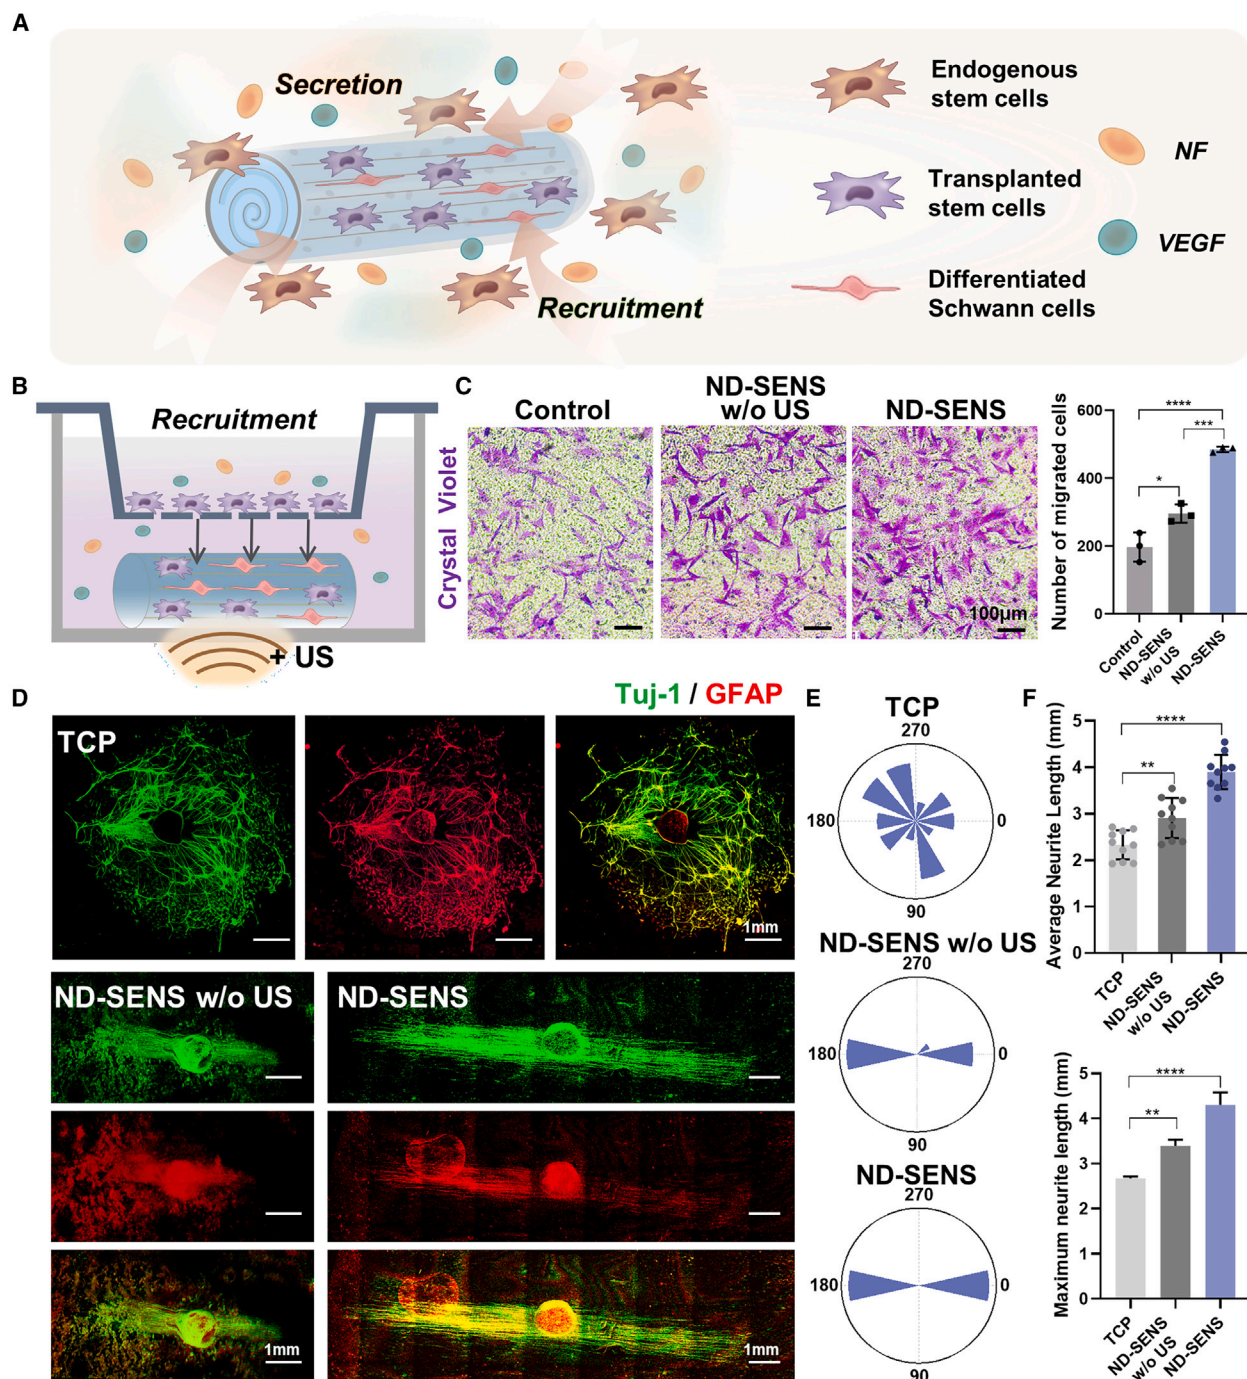 A
Secretion
Recruitment
Endogenous
stem cells
Transplanted
stem cells
Differentiated
Schwann cells
NF
VEGF
B
Recruitment
+ US
C
Control
ND-SENS
w/o US
ND-SENS
Crystal Violet
100μm
Number of migrated cells
600
400
200
0
****
***
*
Control
ND-SENS
w/o US
ND-SENS
D
Tuj-1 / GFAP
TCP
1mm
ND-SENS w/o US
ND-SENS
1mm
1mm
E
TCP
270
180
0
90
ND-SENS w/o US
270
180
0
90
ND-SENS
270
180
0
90
F
Average Neurite Length (mm)
5
4
3
2
0
****
**
TCP
ND-SENS
w/o US
ND-SENS
Maximum neurite length (mm)
5
4
3
2
1
0
****
**
TCP
ND-SENS
w/o US
ND-SENS